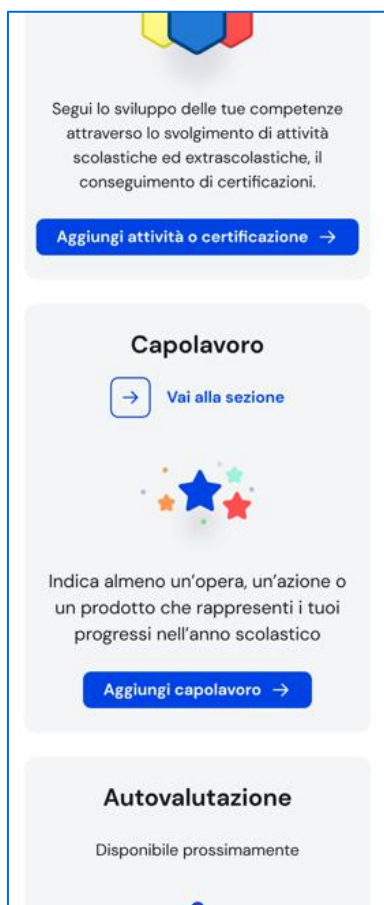 Segui lo sviluppo delle tue competenze
attraverso lo svolgimento di attività
scolastiche ed extrascolastiche, il
conseguimento di certificazioni.
Aggiungi attività o certificazione →
Capolavoro
→ Vai alla sezione
Indica almeno un’opera, un’azione o
un prodotto che rappresenti i tuoi
progressi nell’anno scolastico
Aggiungi capolavoro →
Autovalutazione
Disponibile prossimamente